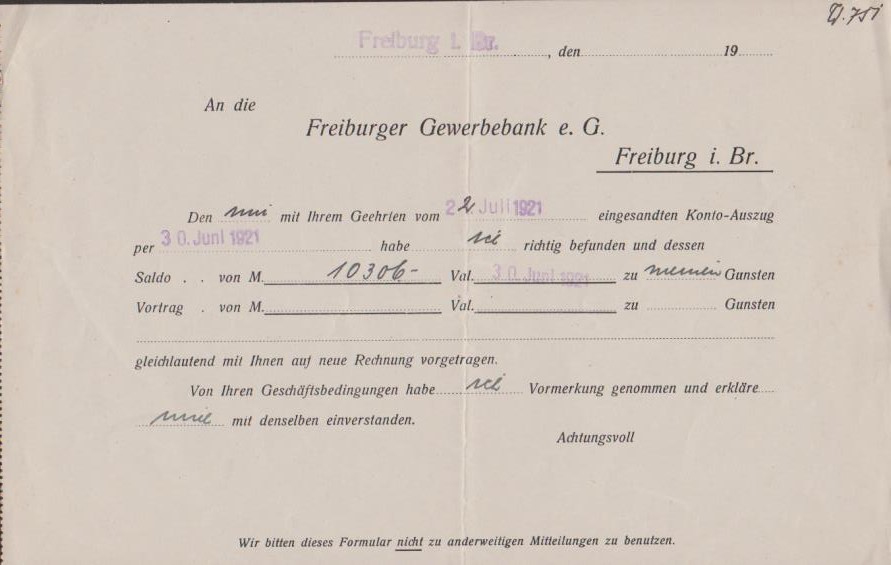 Freiburg i. Br., den 19
An die
Freiburger Gewerbebank e. G.
Freiburg i. Br.
Den mir mit Ihrem Geehrten vom 2. Juli 1921 eingesandten Konto-Auszug
per 30. Juni 1921 habe ich richtig befunden und dessen
Saldo . . von M. 10306- Val. 30. Juni 1921 zu meinen Gunsten
Vortrag . von M. Val. zu Gunsten
gleichlautend mit Ihnen auf neue Rechnung vorgetragen.
Von Ihren Geschäftsbedingungen habe ich Vormerkung genommen und erkläre
mich mit denselben einverstanden.
Achtungsvoll
Wir bitten dieses Formular nicht zu anderweitigen Mitteilungen zu benutzen.